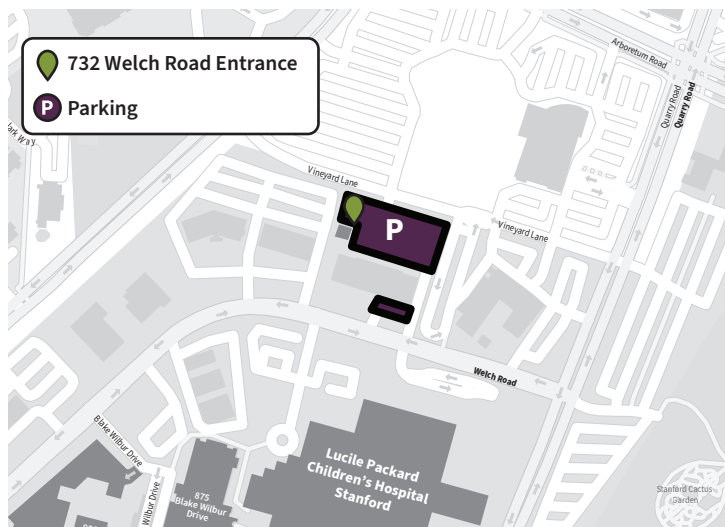 732 Welch Road Entrance
P Parking
Arboretum Road
Quarry Road
Quarry Road
Vineyard Lane
P
Vineyard Lane
Welch Road
Blake Wilbur Drive
Wilbur Drive
Lucile Packard
Children's Hospital
Stanford
875
Blake Wilbur
Drive
Stanford Cactus
Garden